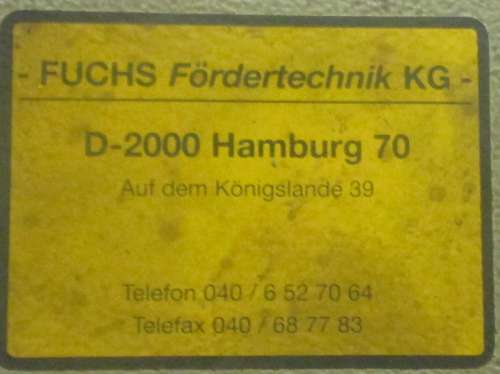 - FUCHS Fördertechnik KG -
D-2000 Hamburg 70
Auf dem Königslande 39
Telefon 040 / 6 52 70 64
Telefax 040 / 68 77 83